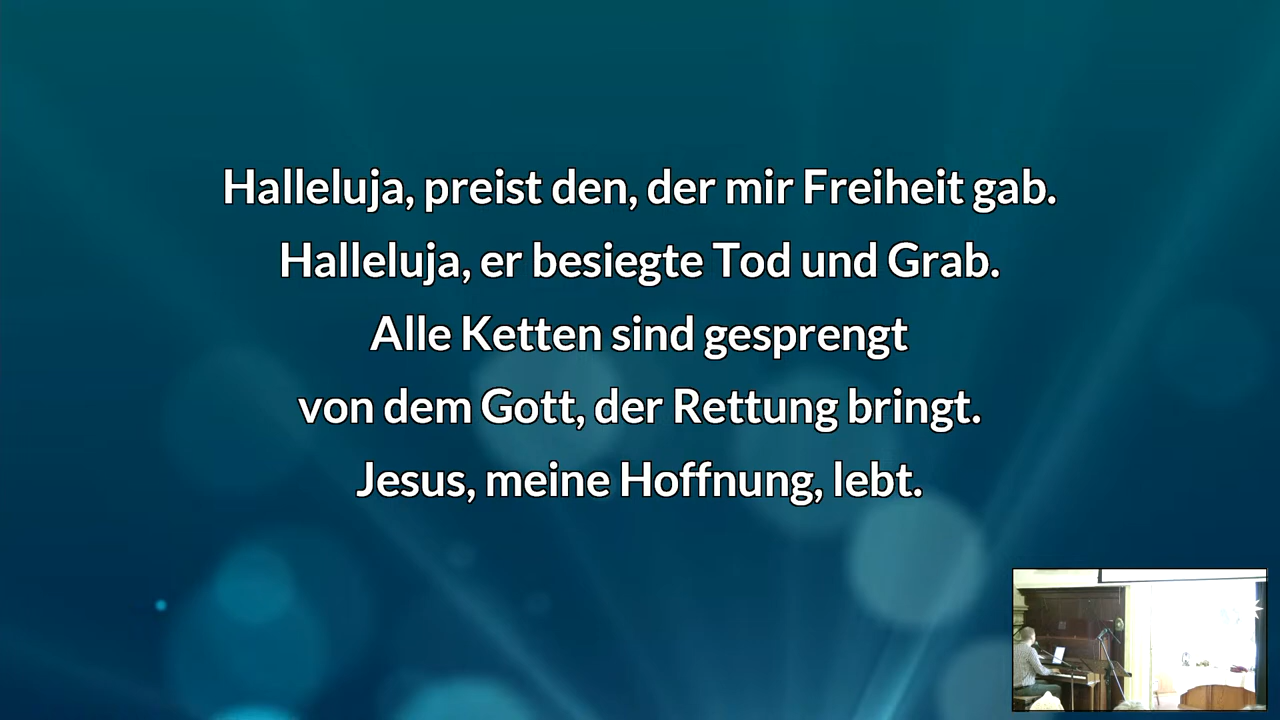 Halleluja, preist den, der mir Freiheit gab.
Halleluja, er besiegte Tod und Grab.
Alle Ketten sind gesprengt
von dem Gott, der Rettung bringt.
Jesus, meine Hoffnung, lebt.